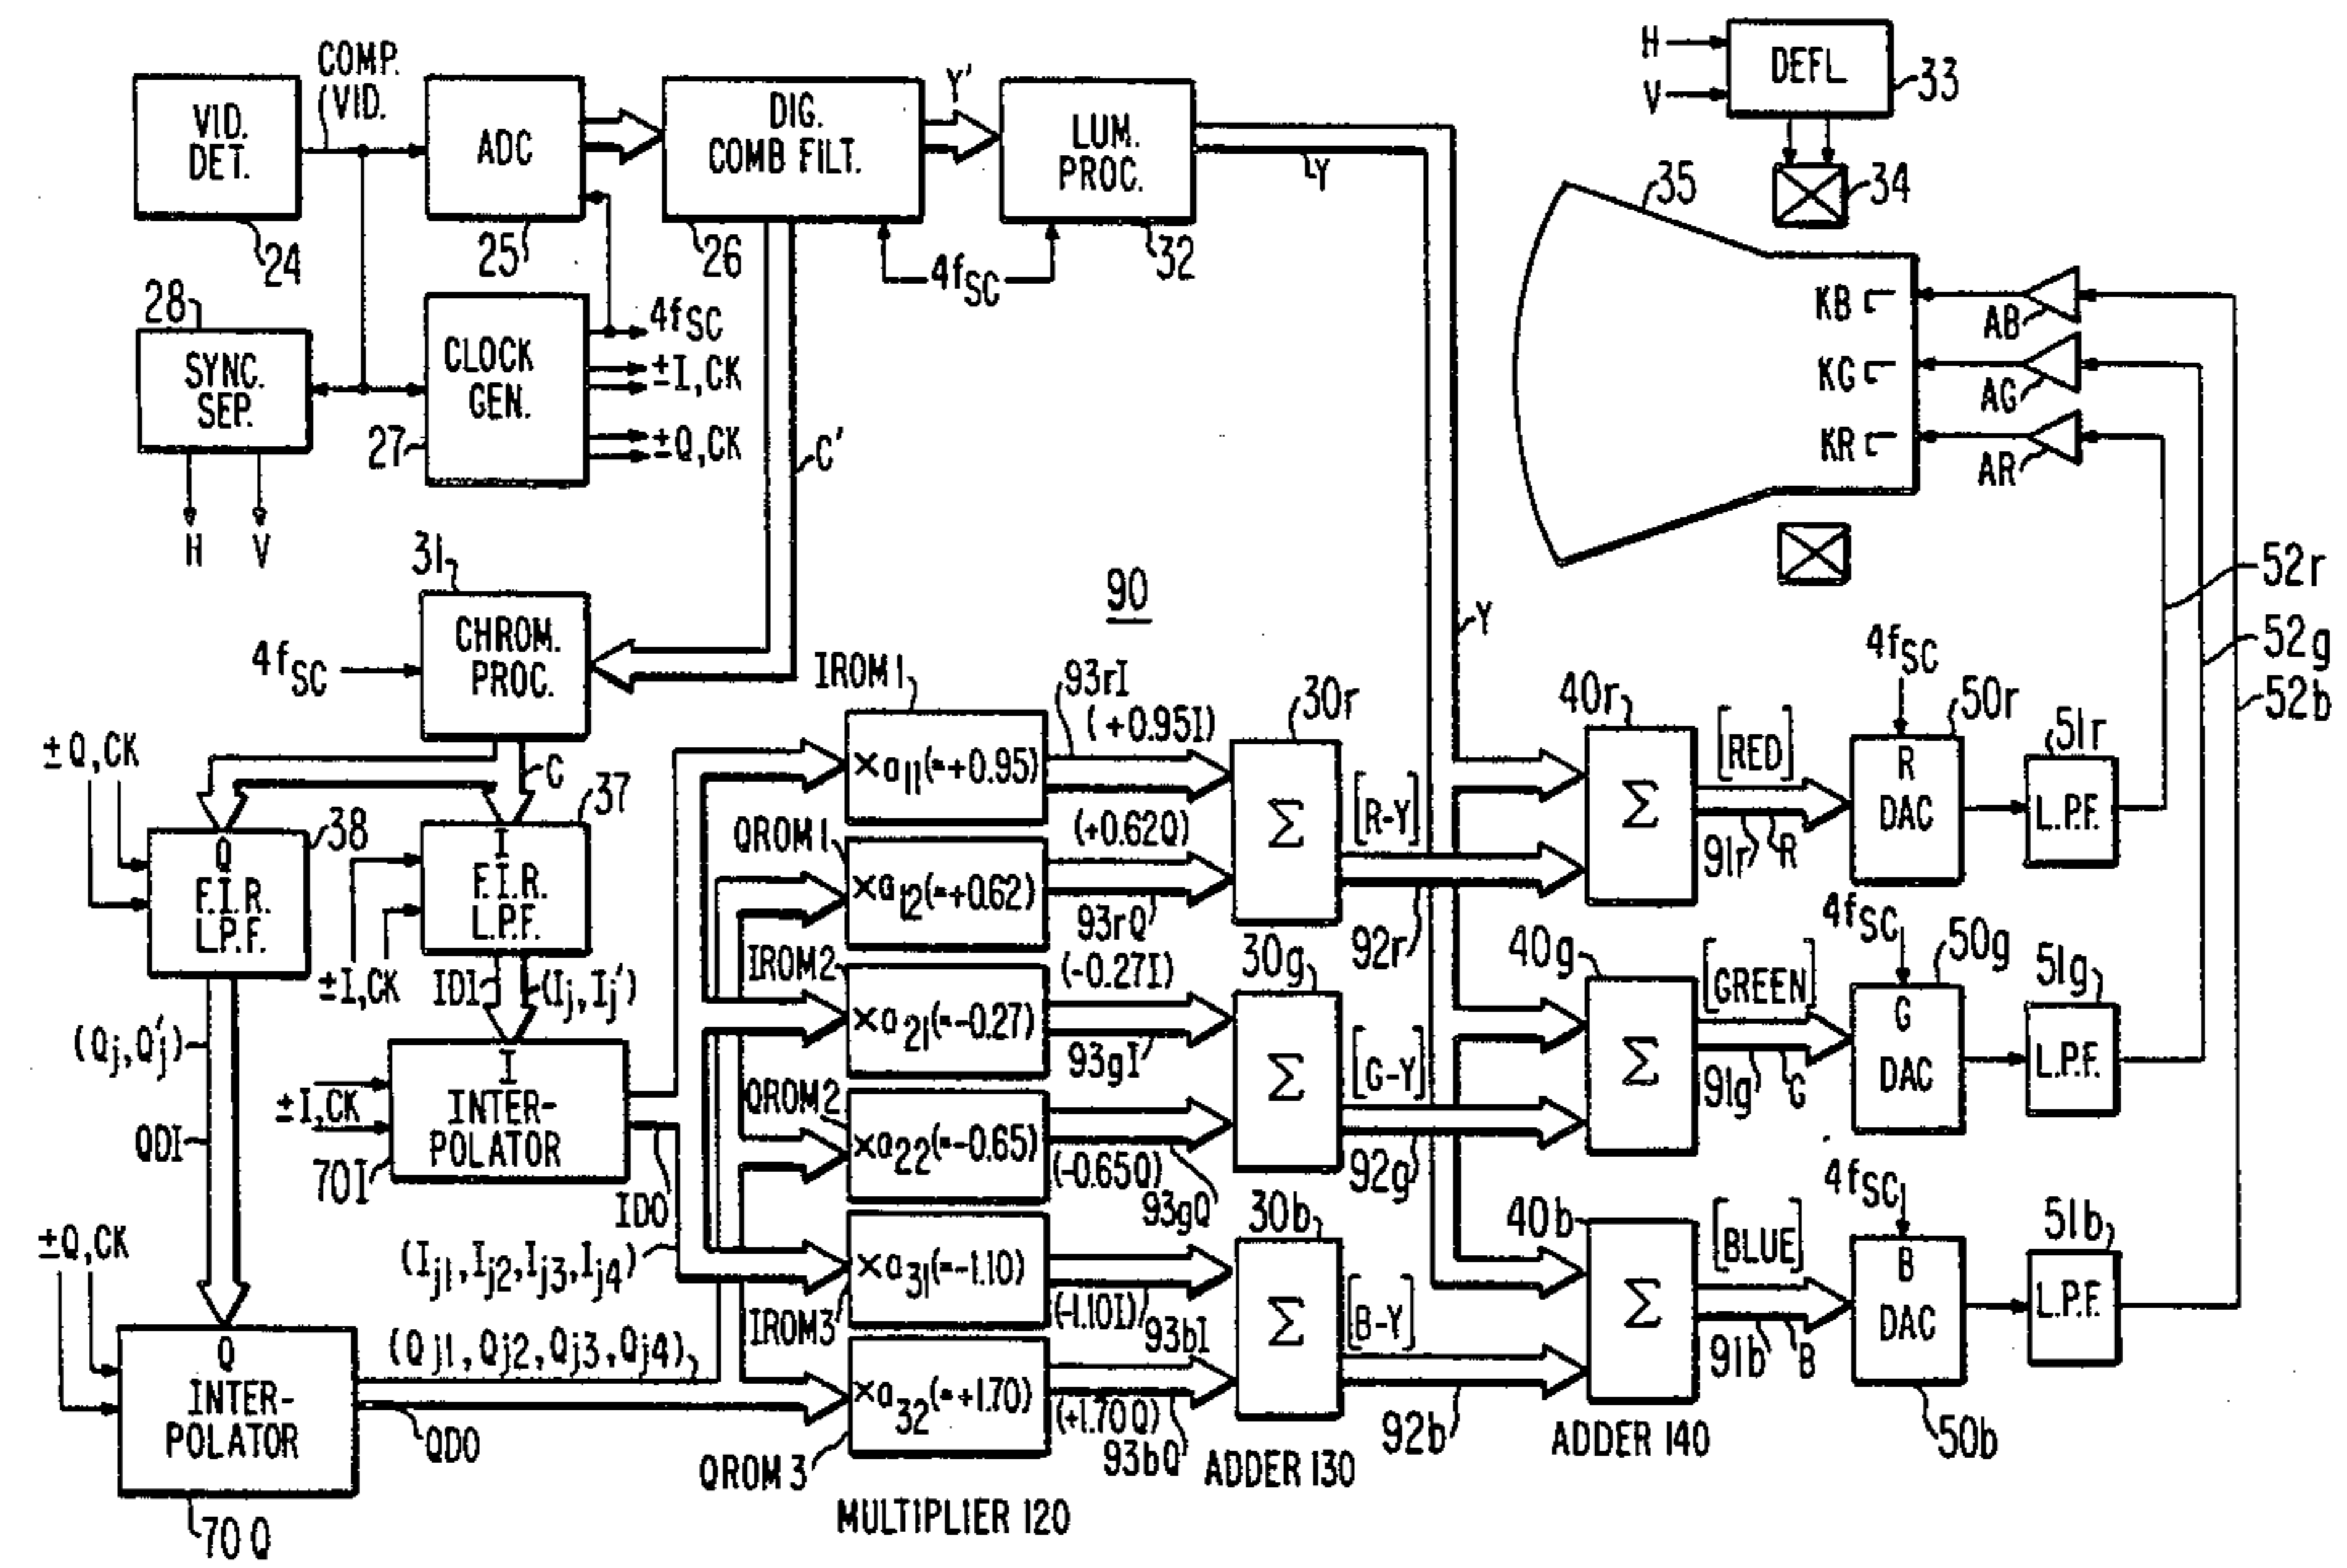 COMP.
VID.
VID.
DET.
24
ADC
25
DIG.
COMB FILT.
26
Y'
LUM.
PROC.
32
Y
4fSC
H
V
DEFL.
33
34
35
KB
KG
KR
AB
AG
AR
28
SYNC.
SEP.
H
V
CLOCK
GEN.
27
4fSC
±I,CK
±Q,CK
C'
31
CHROM.
PROC.
4fSC
C
90
Y
52r
52g
52b
±Q,CK
38
Q
F.I.R.
L.P.F.
37
I
F.I.R.
L.P.F.
±I,CK
IDI
(Ij,Ij')
(Qj,Q'j)
QDI
±I,CK
I
INTER-
POLATOR
70I
IDO
(Ij1,Ij2,Ij3,Ij4)
±Q,CK
Q
INTER-
POLATOR
70Q
(Qj1,Qj2,Qj3,Qj4)
QDO
IROM 1
×a11(=+0.95)
93rI
(+0.95I)
QROM 1
×a12(=+0.62)
(+0.62Q)
93rQ
IROM2
×a21(=-0.27)
(-0.27I)
93gI
QROM2
×a22(=-0.65)
(-0.65Q)
93gQ
IROM3
×a31(=-1.10)
(-1.10I)
93bI
QROM 3
×a32(=+1.70)
(+1.70Q)
93bQ
MULTIPLIER 120
30r
Σ
[R-Y]
92r
30g
Σ
[G-Y]
92g
30b
Σ
[B-Y]
92b
ADDER 130
40r
Σ
[RED]
91r
R
40g
Σ
[GREEN]
91g
G
40b
Σ
[BLUE]
91b
B
ADDER 140
4fSC
50r
R
DAC
51r
L.P.F.
4fSC
50g
G
DAC
51g
L.P.F.
4fSC
B
DAC
50b
51b
L.P.F.